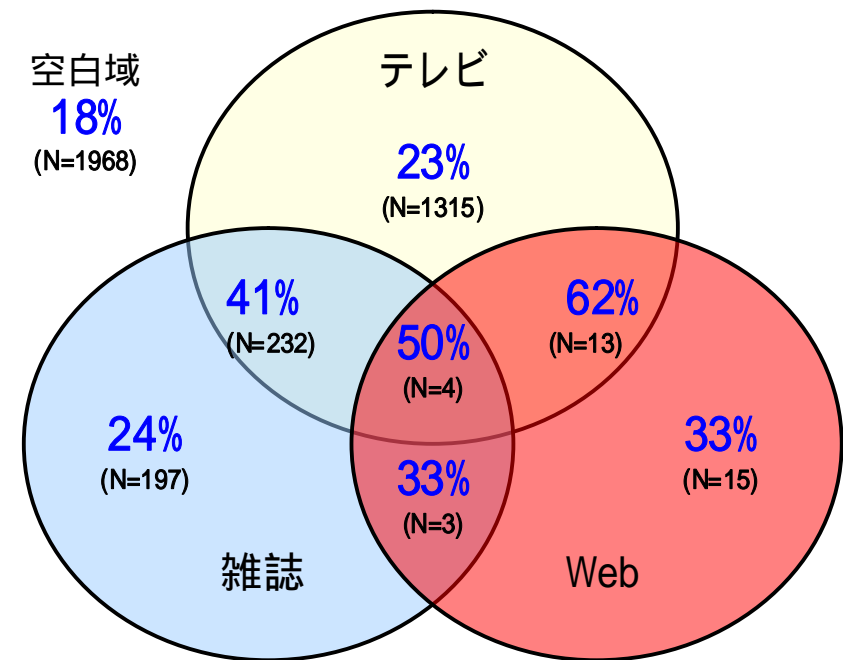 テレビ
空白域
18%
(N=1968)
23%
(N=1315)
41%
(N=232)
62%
(N=13)
50%
(N=4)
24%
(N=197)
33%
(N=15)
33%
(N=3)
雑誌
Web